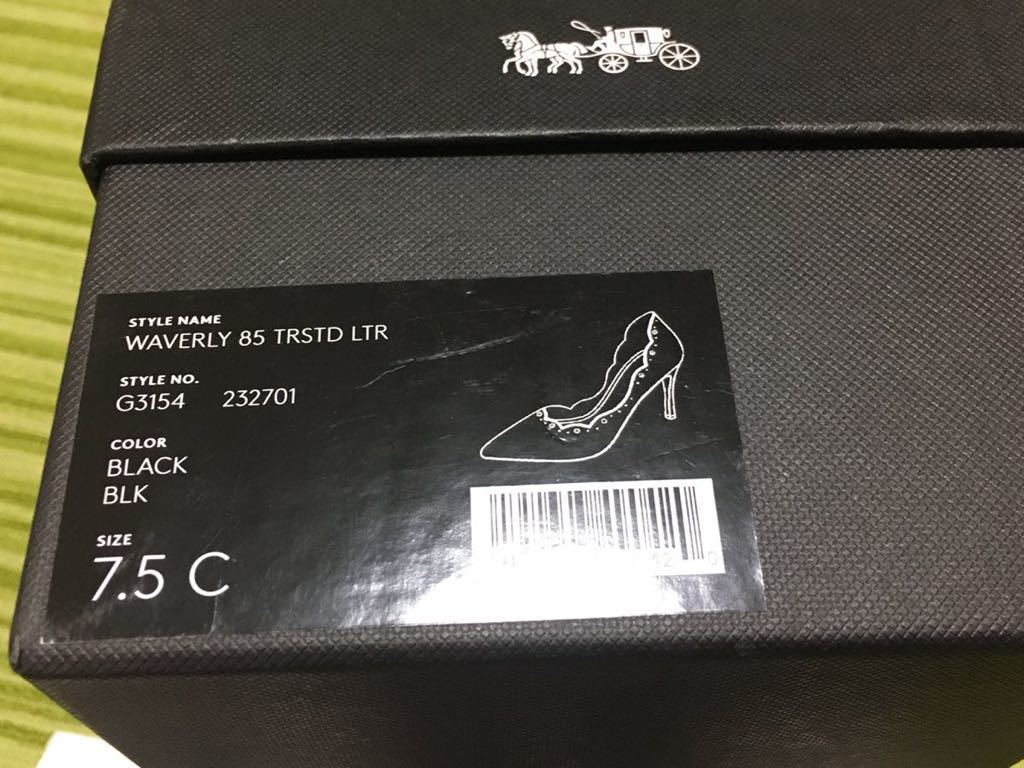 STYLE NAME
WAVERLY 85 TRSTD LTR
STYLE NO.
G3154 232701
COLOR
BLACK
BLK
SIZE
7.5 C